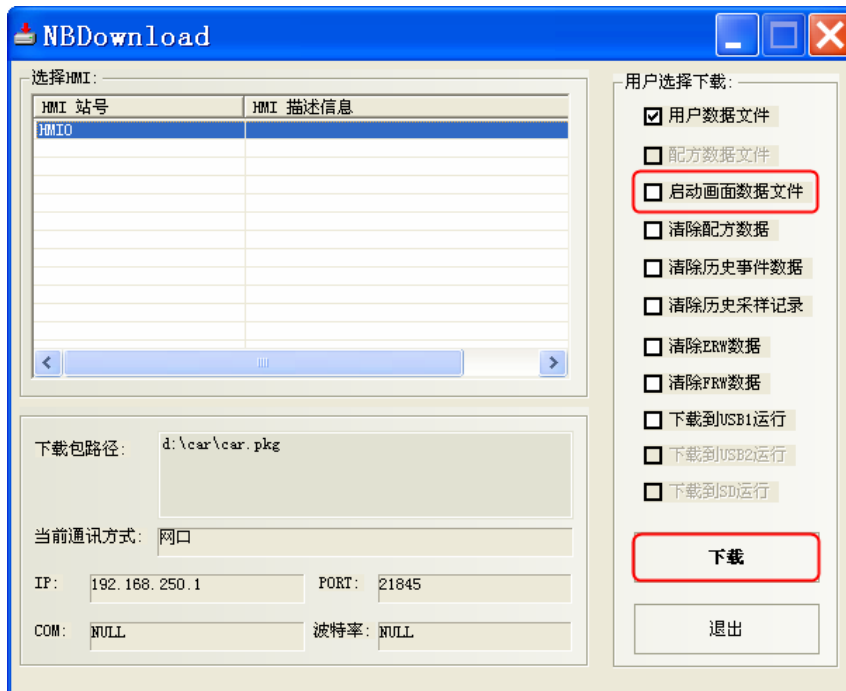 NBDownload
选择HMI:
HMI 站号 HMI 描述信息
HMI0
下载包路径: d:\car\car.pkg
当前通讯方式: 网口
IP: 192.168.250.1 PORT: 21845
COM: NULL 波特率: NULL
用户选择下载:
用户数据文件
配方数据文件
启动画面数据文件
清除配方数据
清除历史事件数据
清除历史采样记录
清除ERW数据
清除FRW数据
下载到USB1运行
下载到USB2运行
下载到SD运行
下载
退出